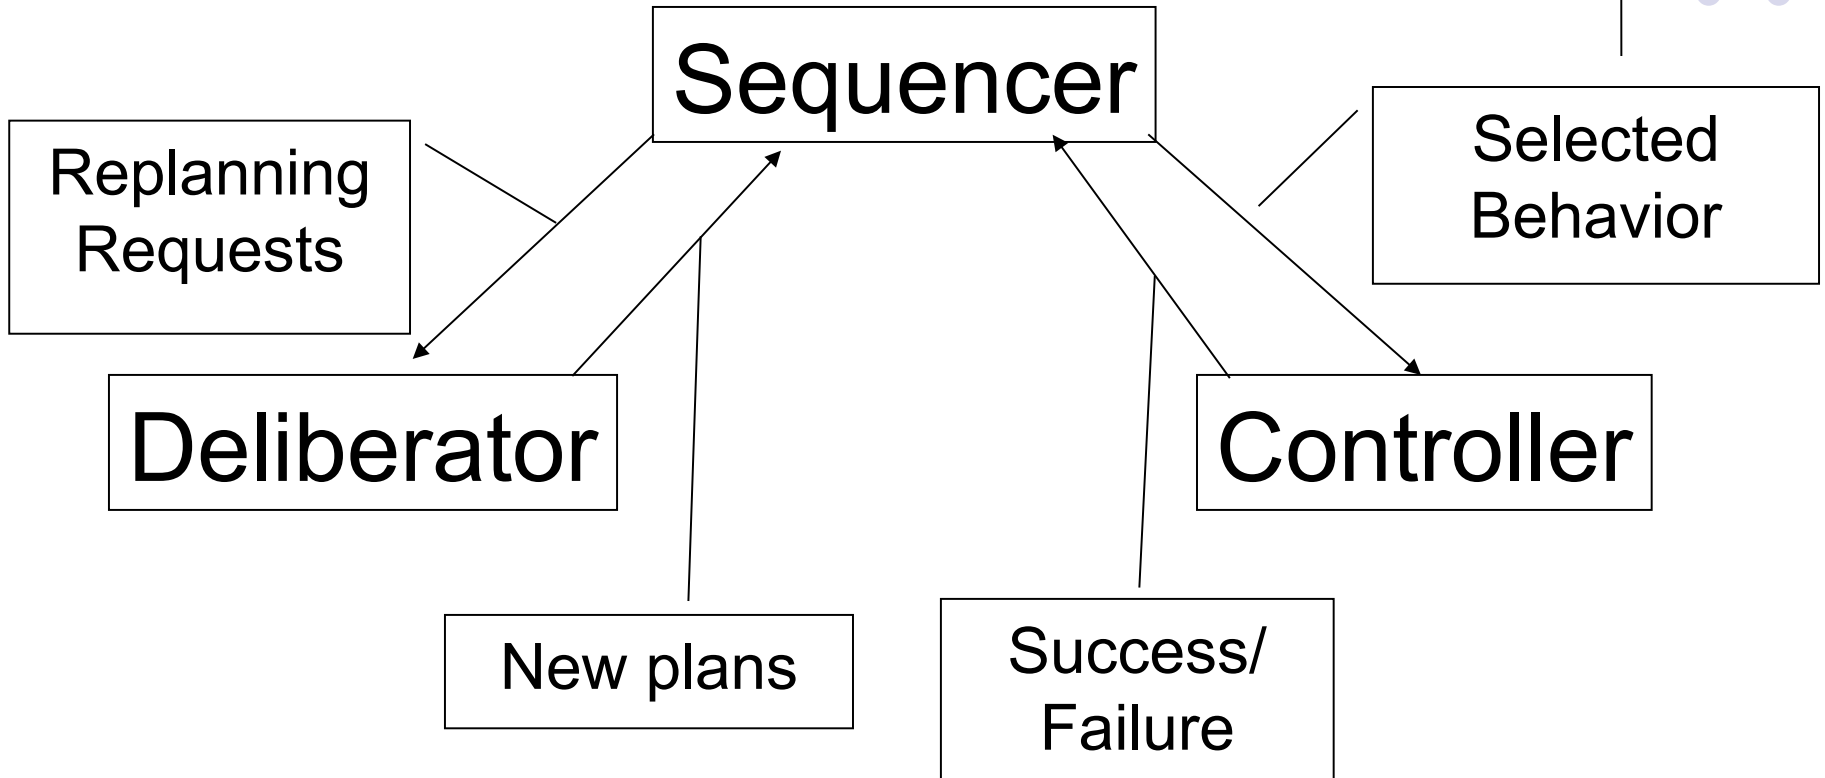 Sequencer
Replanning
Requests
Selected
Behavior
Deliberator
Controller
New plans
Success/
Failure